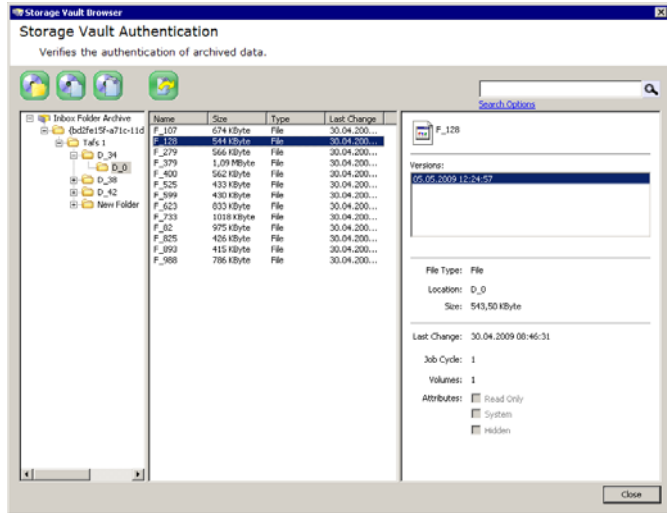 Storage Vault Browser
Storage Vault Authentication
Verifies the authentication of archived data.
Search Options
Inbox Folder Archive
{bd2fe15f-a71c-11d
Tafs 1
D_34
D_0
D_38
D_42
New Folder
Name Size Type Last Change
F_107 674 KByte File 30.04.200...
F_128 544 KByte File 30.04.200...
F_279 566 KByte File 30.04.200...
F_379 1,09 MByte File 30.04.200...
F_400 562 KByte File 30.04.200...
F_525 433 KByte File 30.04.200...
F_599 430 KByte File 30.04.200...
F_623 833 KByte File 30.04.200...
F_733 1018 KByte File 30.04.200...
F_82 975 KByte File 30.04.200...
F_825 426 KByte File 30.04.200...
F_893 415 KByte File 30.04.200...
F_988 786 KByte File 30.04.200...
F_128
Versions:
05.05.2009 12:24:57
File Type: File
Location: D_0
Size: 543,50 KByte
Last Change: 30.04.2009 08:46:31
Job Cycle: 1
Volumes: 1
Attributes: Read Only
System
Hidden
Close